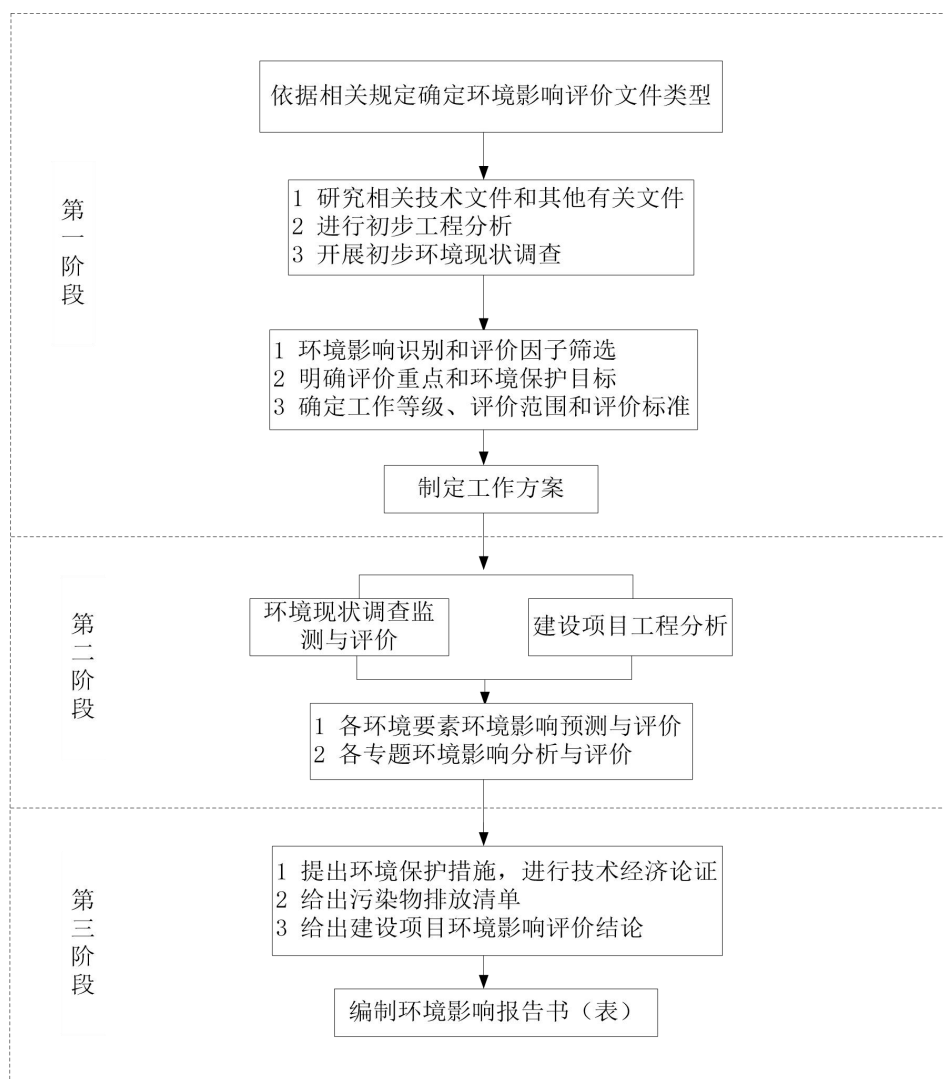 依据相关规定确定环境影响评价文件类型
第一阶段
1 研究相关技术文件和其他有关文件
2 进行初步工程分析
3 开展初步环境现状调查
1 环境影响识别和评价因子筛选
2 明确评价重点和环境保护目标
3 确定工作等级、评价范围和评价标准
制定工作方案
第二阶段
环境现状调查监
测与评价
建设项目工程分析
1 各环境要素环境影响预测与评价
2 各专题环境影响分析与评价
第三阶段
1 提出环境保护措施，进行技术经济论证
2 给出污染物排放清单
3 给出建设项目环境影响评价结论
编制环境影响报告书（表）